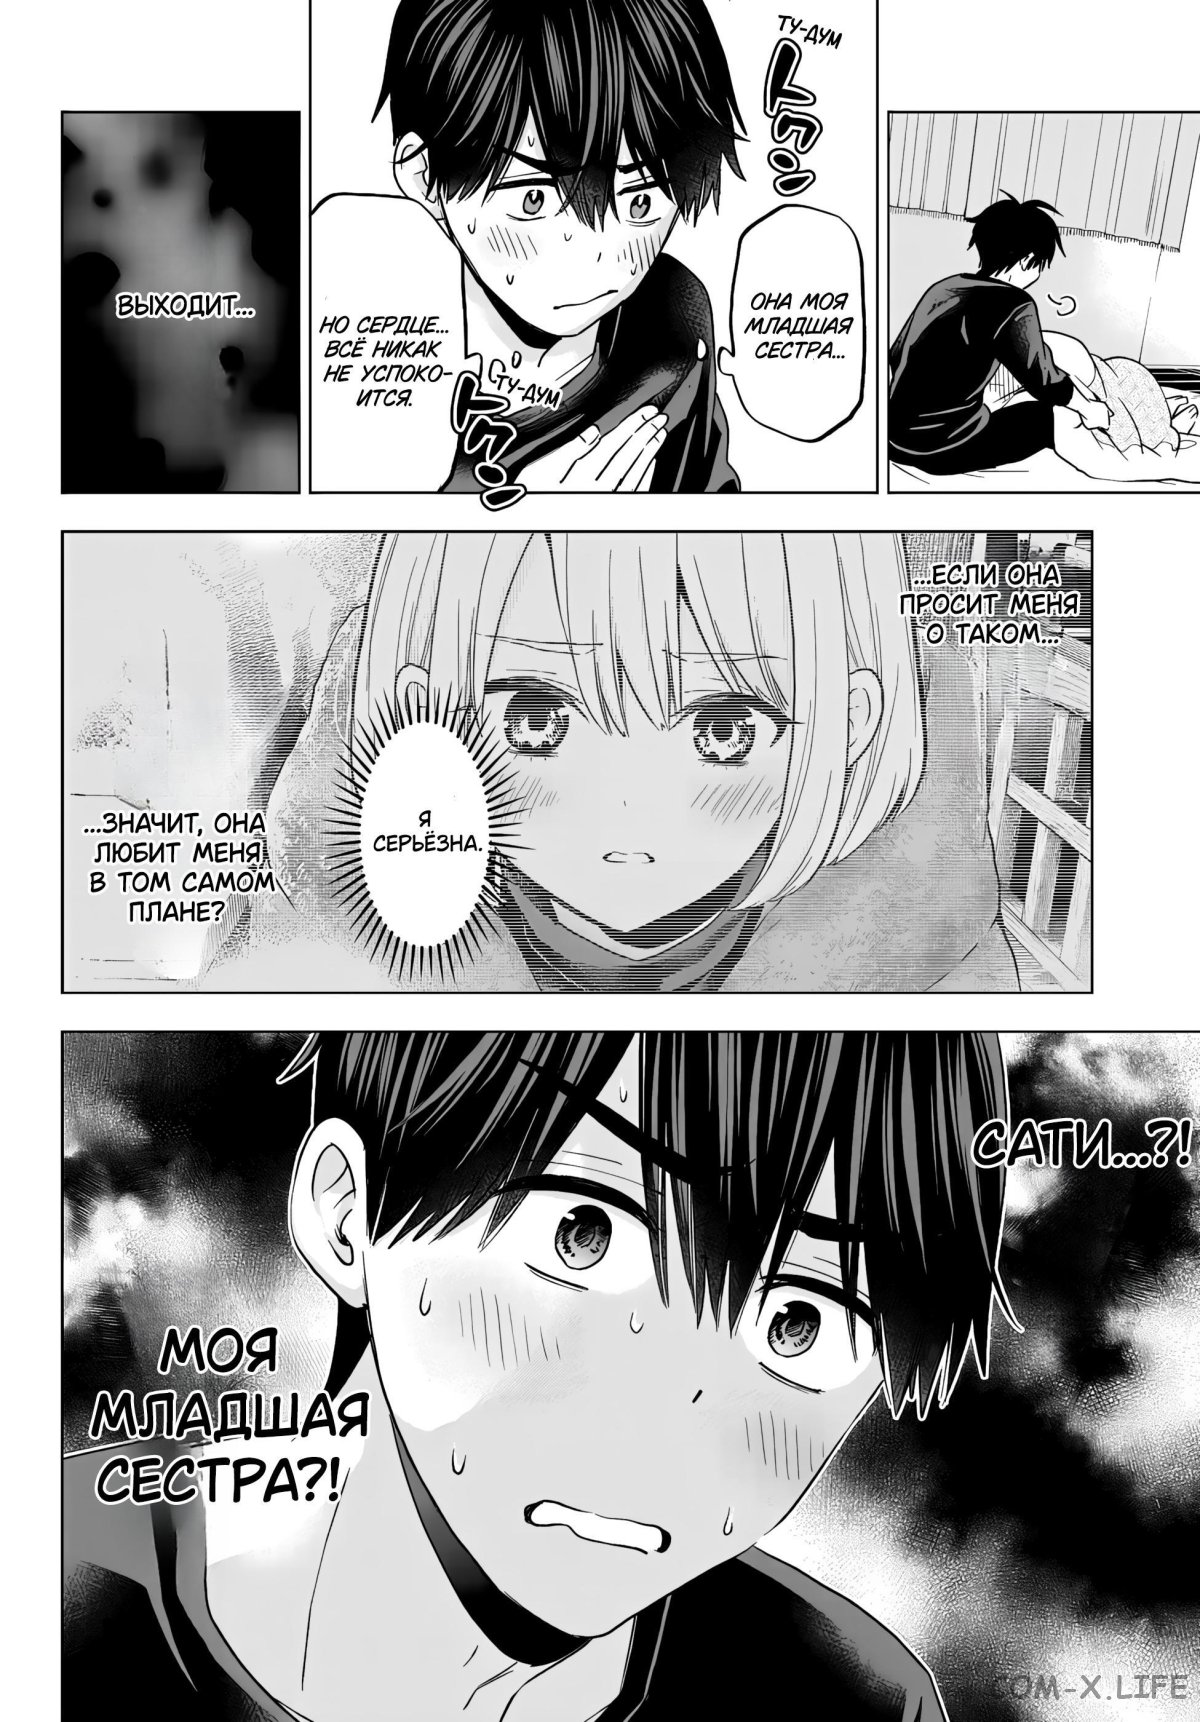 ТУ-ДУМ
トクン
ОНА МОЯ
МЛАДШАЯ
СЕСТРА...
НО СЕРДЦЕ...
ВСЁ НИКАК
НЕ УСПОКО-
ИТСЯ.
ТУ-ДУМ
トクン
ВЫХОДИТ...
...ЕСЛИ ОНА
ПРОСИТ МЕНЯ
О ТАКОМ...
Я
СЕРЬЁЗНА.
...ЗНАЧИТ, ОНА
ЛЮБИТ МЕНЯ
В ТОМ САМОМ
ПЛАНЕ?
САТИ...?!
МОЯ
МЛАДШАЯ
СЕСТРА?!
COM-X.LIFE